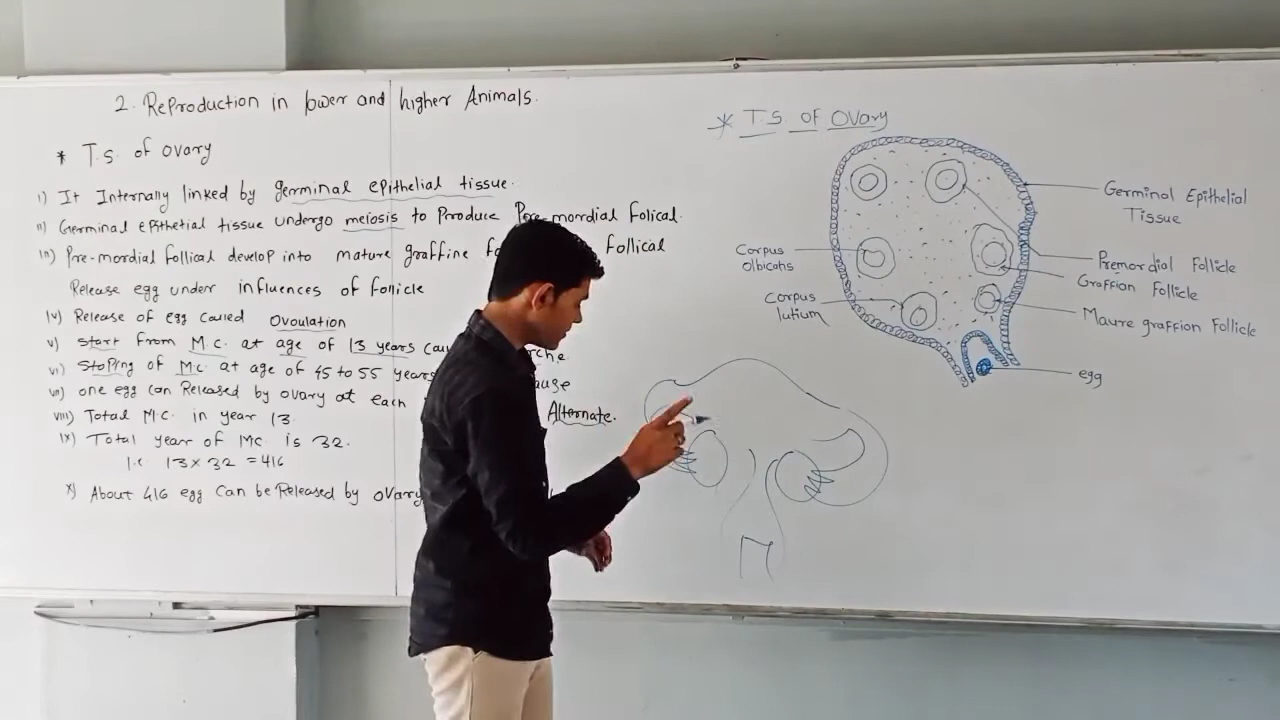 2. Reproduction in lower and higher Animals.
* T.S. of ovary
i) It Internally linked by germinal epithelial tissue.
ii) Germinal epithetial tissue undergo meiosis to Produce Pre-mordial Folical.
iii) Pre-mordial Follical develop into mature graffine Follical
Release egg under influences of follicle
iv) Release of egg called Ovoulation
v) start from M.C. at age of 13 years
vi) Stoping of M.C. at age of 45 to 55 years
vii) one egg can Released by ovary at each Alternate.
viii) Total M.C. in year 13.
ix) Total year of MC is 32.
i.e. 13×32 = 416
x) About 416 egg can be Released by ovary
* T.S. of Ovary
Germinal Epithelial
Tissue
Corpus
olbicats
Premordial Follicle
Graffion Follicle
Corpus
lutium
Maure graffion Follicle
egg